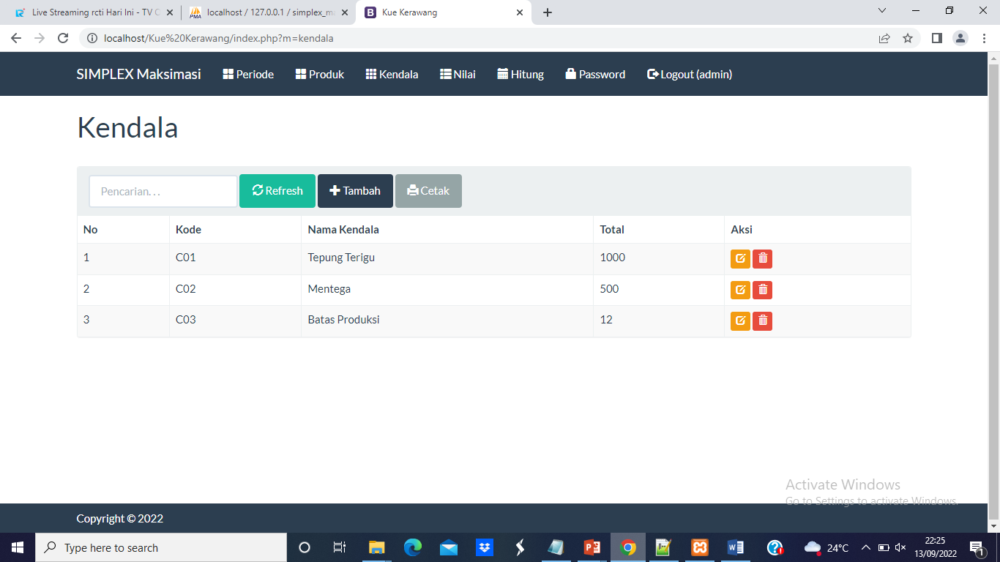 Live Streaming rcti Hari Ini - TV C
localhost / 127.0.0.1 / simplex_ma
Kue Kerawang
localhost/Kue%20Kerawang/index.php?m=kendala
SIMPLEX Maksimasi Periode Produk Kendala Nilai Hitung Password Logout (admin)
Kendala
Pencarian... Refresh Tambah Cetak
No Kode Nama Kendala Total Aksi
1 C01 Tepung Terigu 1000
2 C02 Mentega 500
3 C03 Batas Produksi 12
Activate Windows
Go to Settings to activate Windows.
Copyright © 2022
Type here to search
24°C
22:25
13/09/2022
1